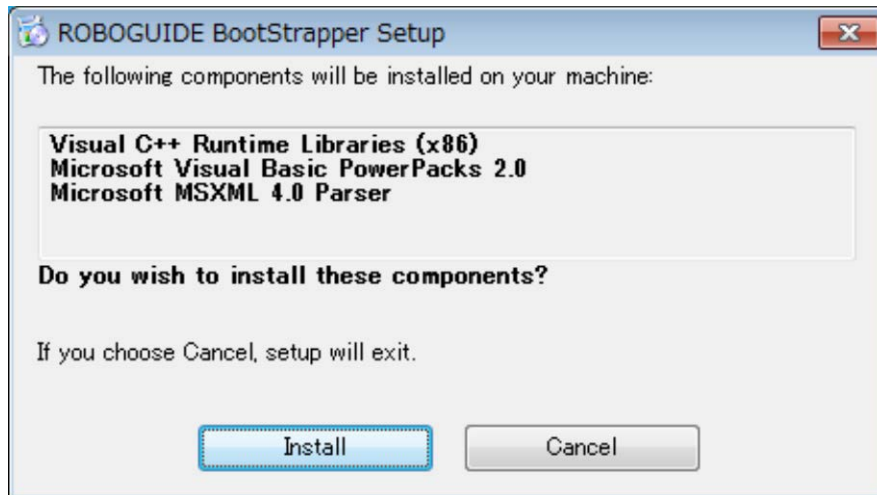 ROBOGUIDE BootStrapper Setup
The following components will be installed on your machine:
Visual C++ Runtime Libraries (x86)
Microsoft Visual Basic PowerPacks 2.0
Microsoft MSXML 4.0 Parser
Do you wish to install these components?
If you choose Cancel, setup will exit.
Install
Cancel